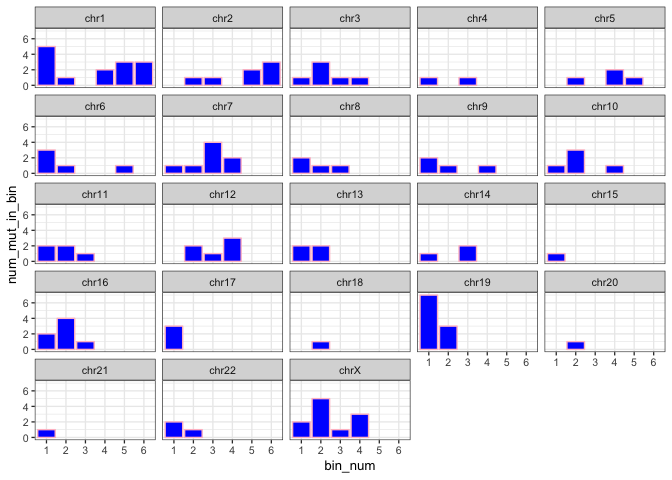 chr1 chr2 chr3 chr4 chr5
6
4
2
0
chr6 chr7 chr8 chr9 chr10
6
4
2
0
chr11 chr12 chr13 chr14 chr15
6
4
2
0
chr16 chr17 chr18 chr19 chr20
6
4
2
0
1 2 3 4 5 6 1 2 3 4 5 6
chr21 chr22 chrX
6
4
2
0
1 2 3 4 5 6 1 2 3 4 5 6 1 2 3 4 5 6
num_mut_in_bin
bin_num